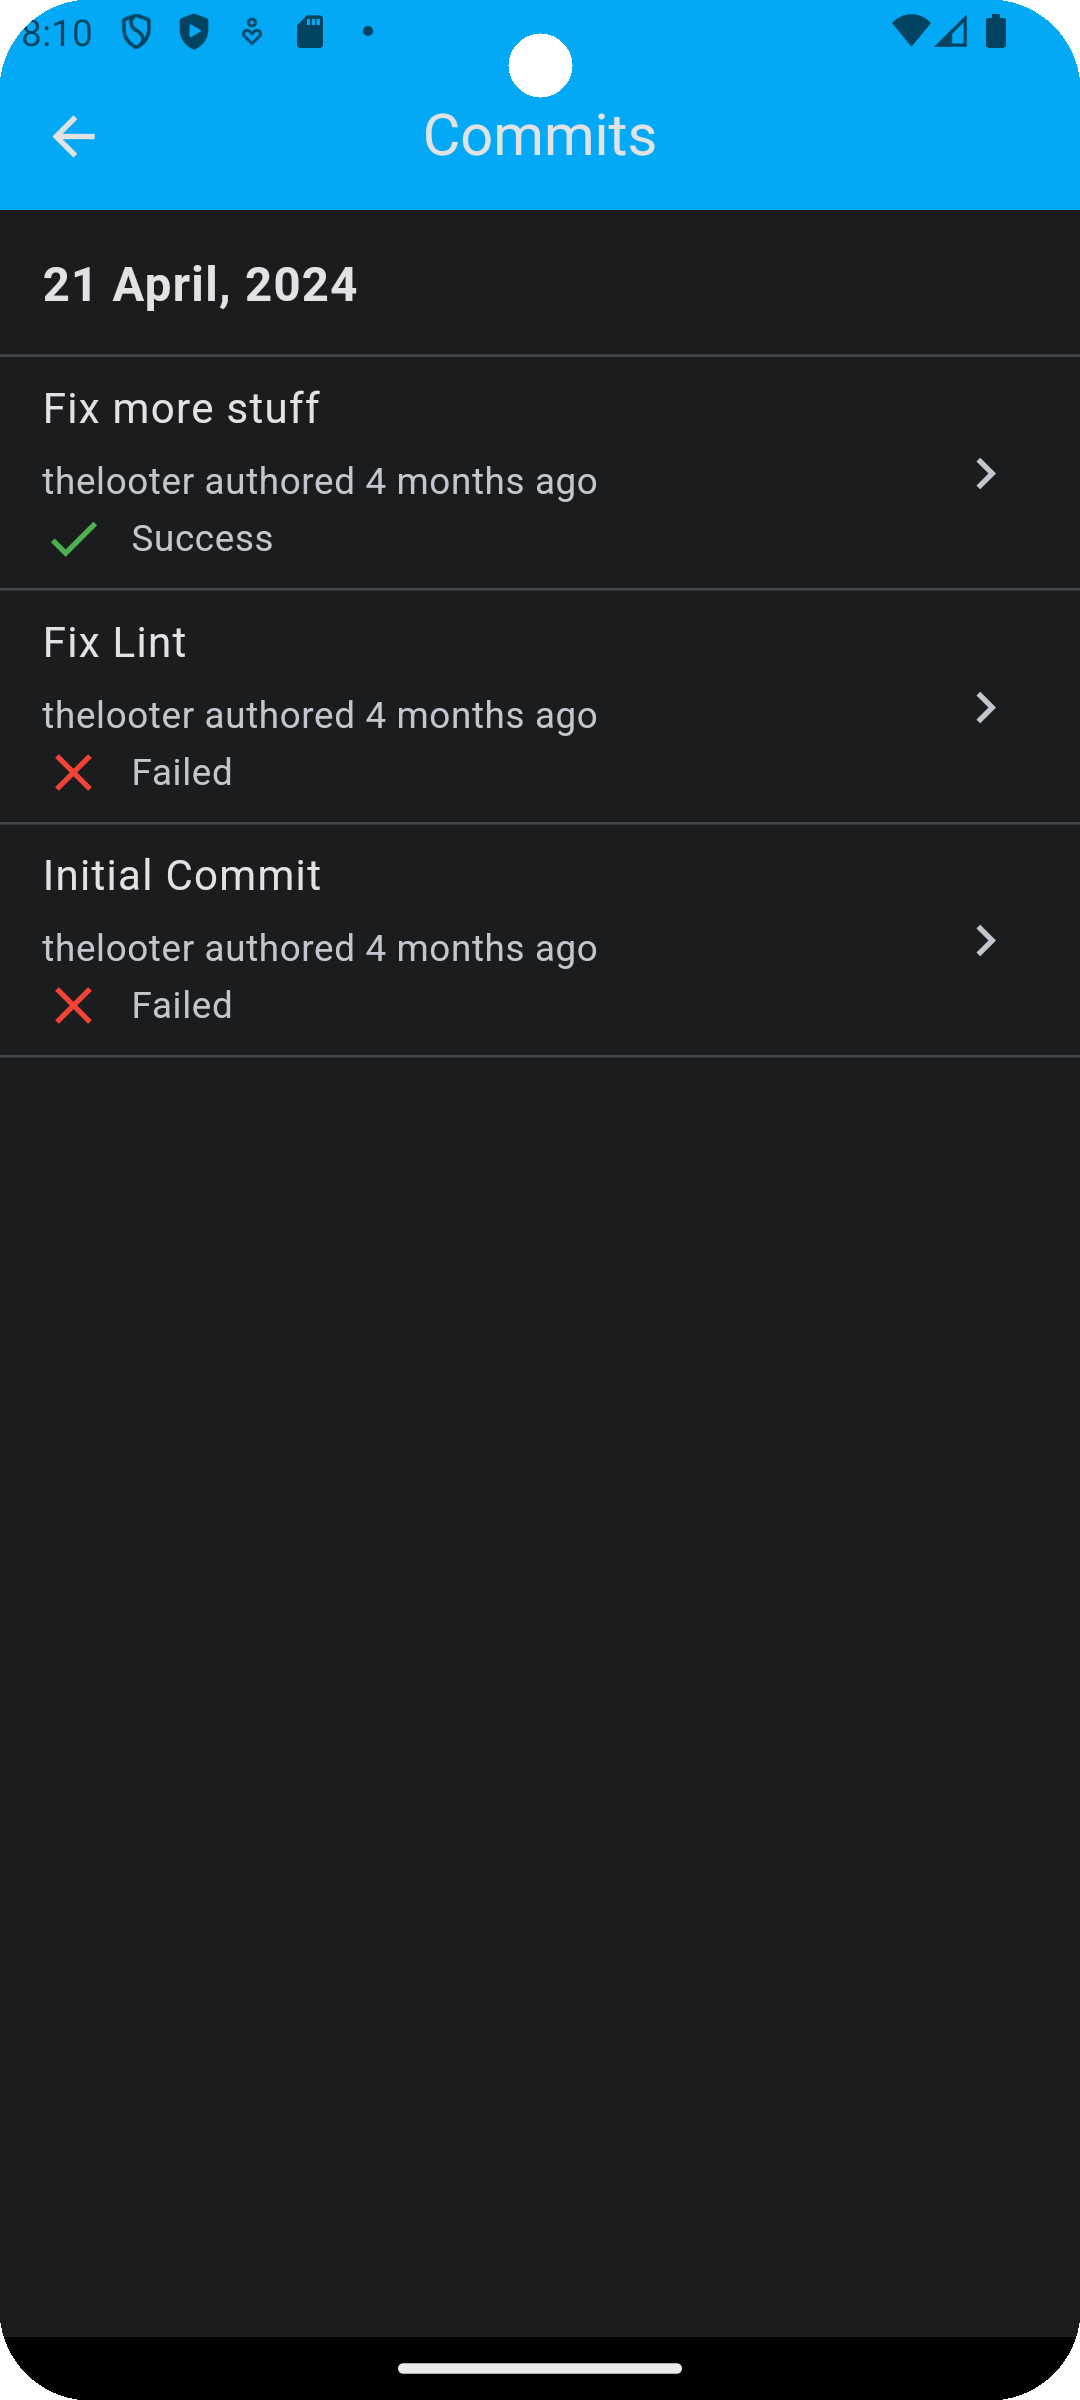 8:10
Commits
21 April, 2024
Fix more stuff
thelooter authored 4 months ago
Success
Fix Lint
thelooter authored 4 months ago
Failed
Initial Commit
thelooter authored 4 months ago
Failed